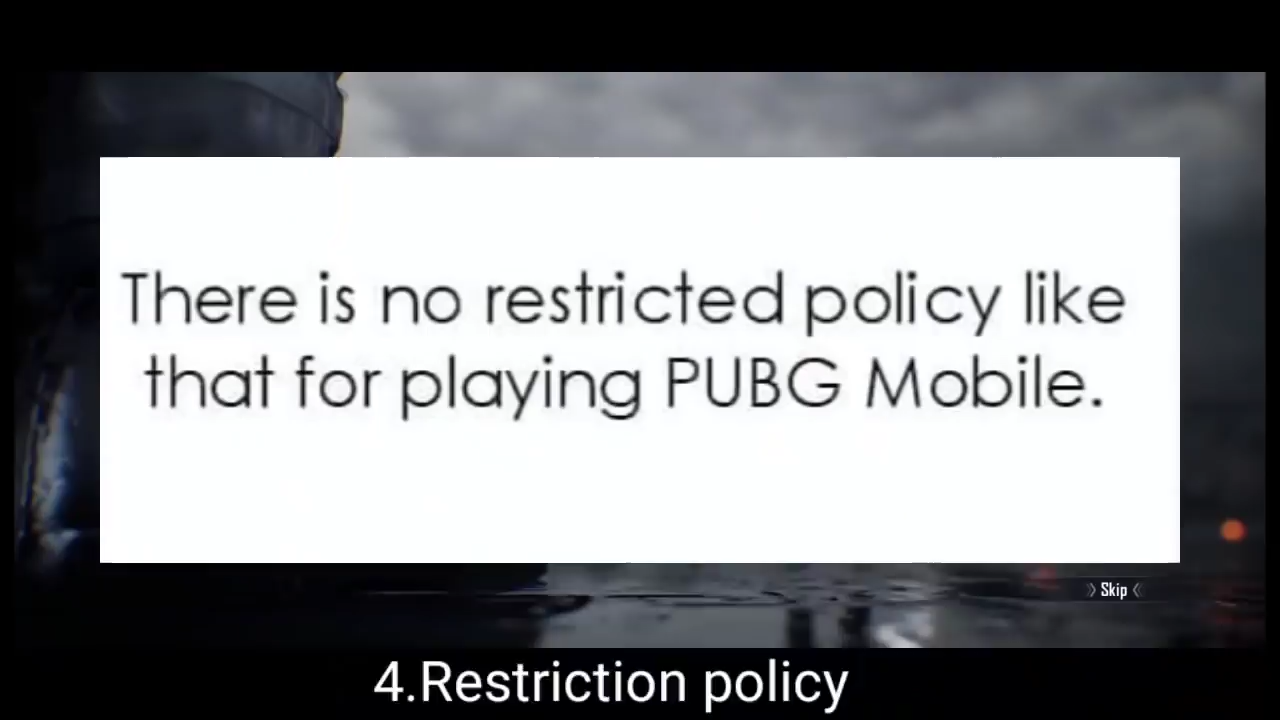 There is no restricted policy like
that for playing PUBG Mobile.
Skip
4.Restriction policy